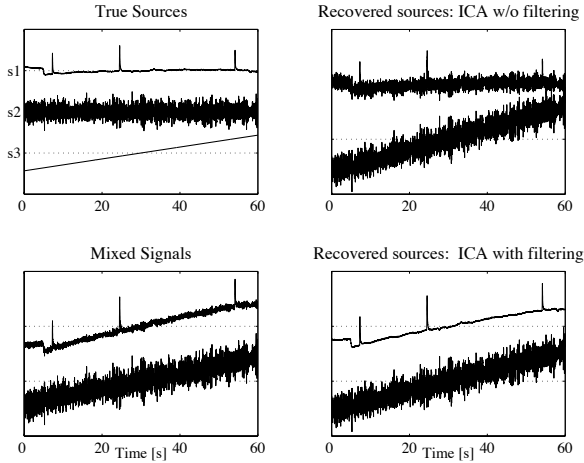 True Sources
s1
s2
s3
0 20 40 60
Recovered sources: ICA w/o filtering
0 20 40 60
Mixed Signals
0 20 40 60
Time [s]
Recovered sources: ICA with filtering
0 20 40 60
Time [s]